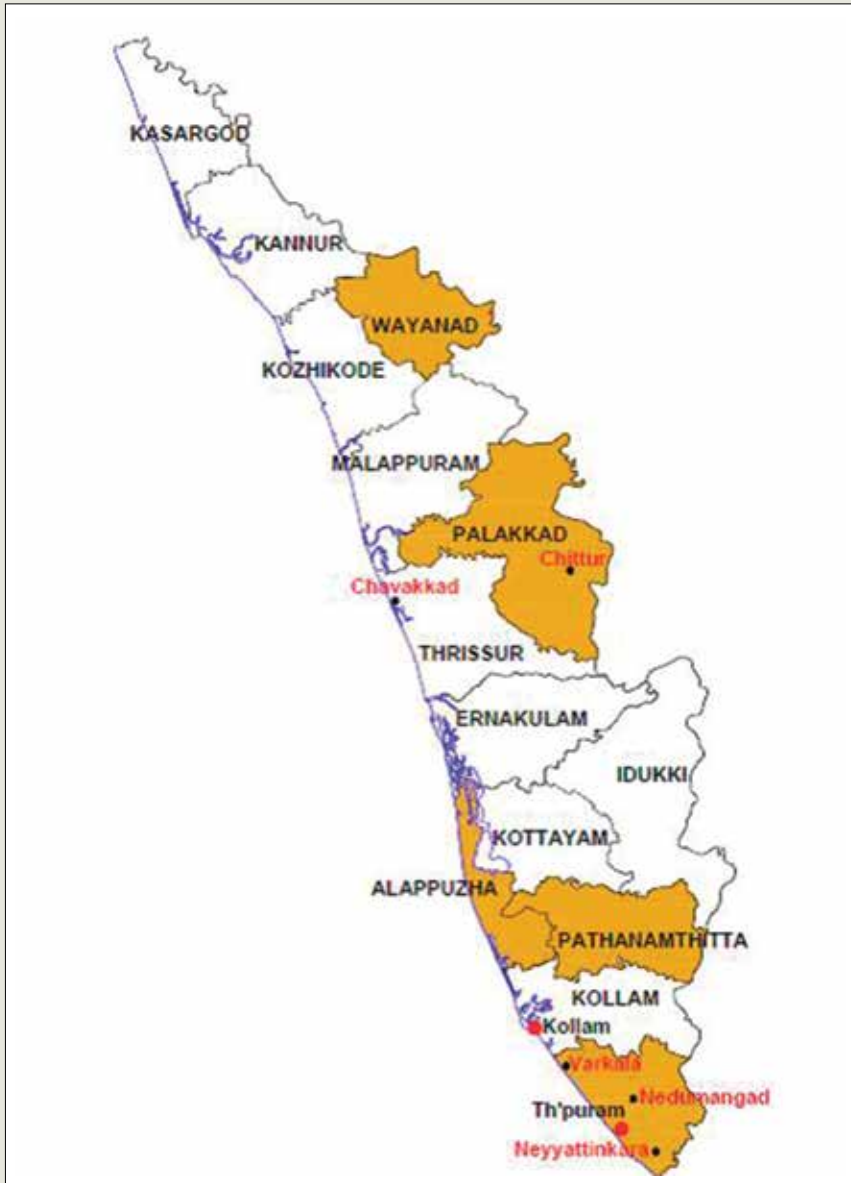 KASARGOD
KANNUR
WAYANAD
KOZHIKODE
MALAPPURAM
PALAKKAD
Chittur
Chavakkad
THRISSUR
ERNAKULAM
IDUKKI
KOTTAYAM
ALAPPUZHA
PATHANAMTHITTA
KOLLAM
Kollam
Varkala
Nedumangad
Th'puram
Neyyattinkara